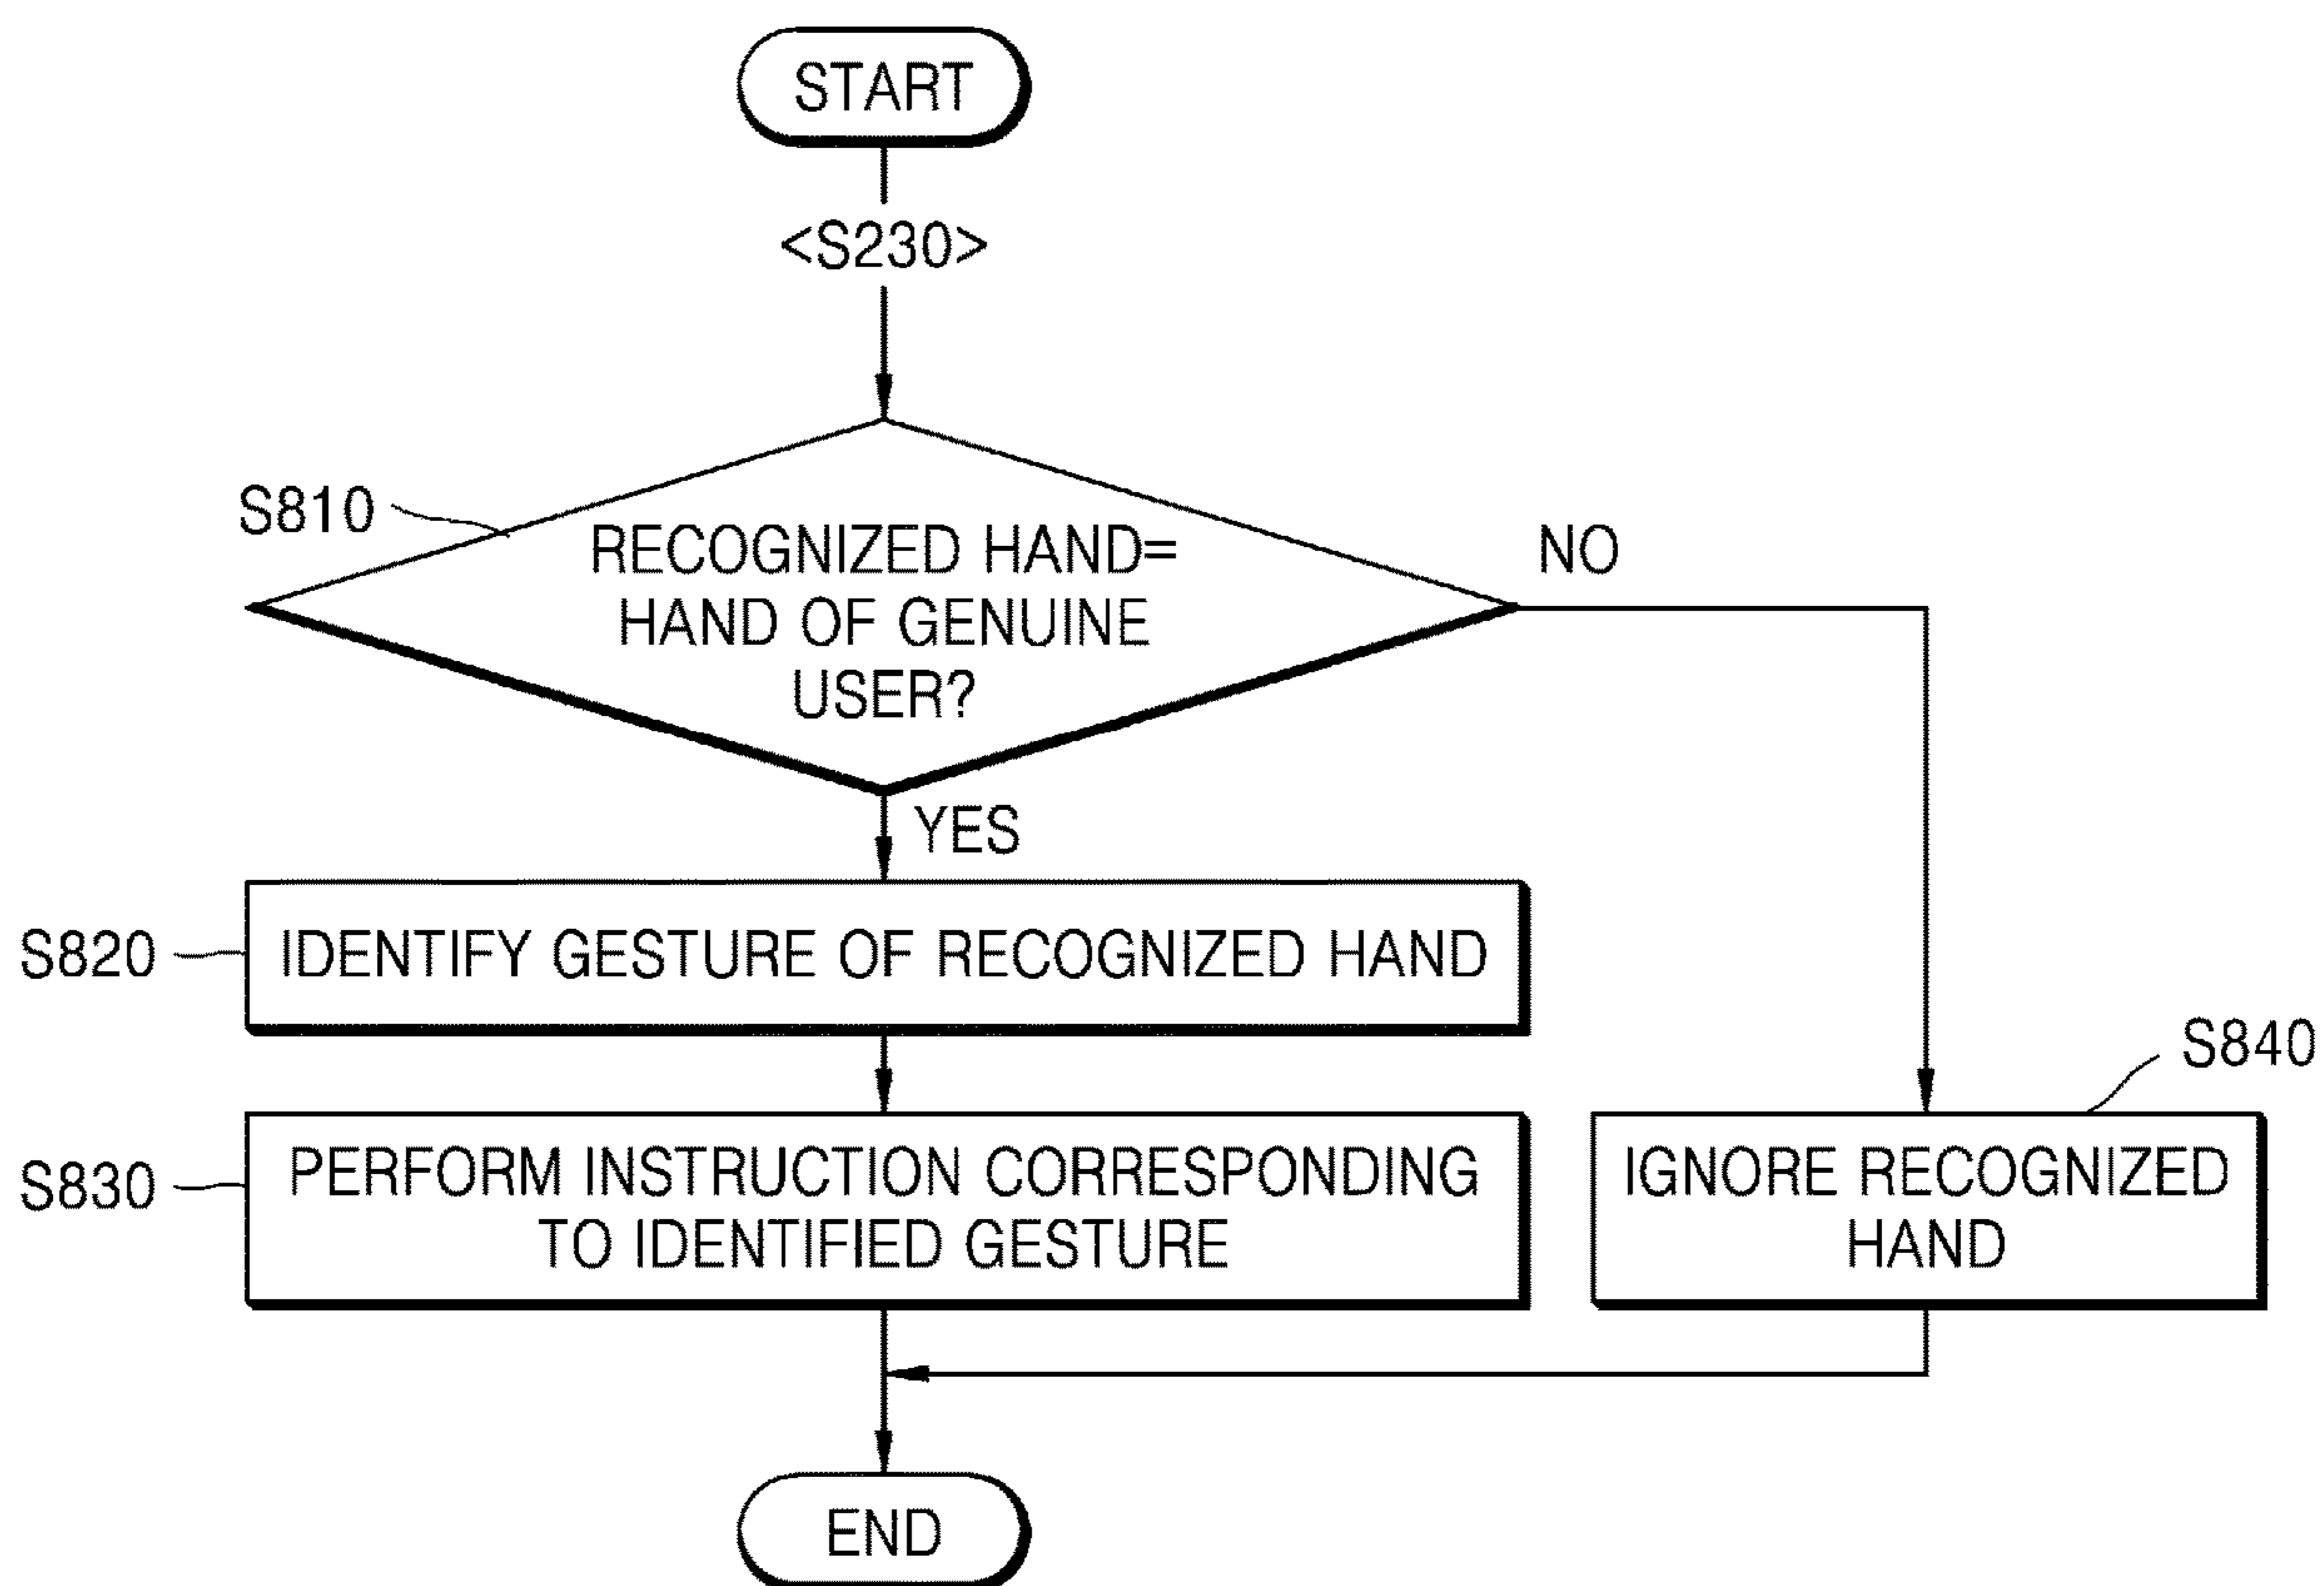 START
<S230>
S810
RECOGNIZED HAND=
HAND OF GENUINE
USER?
NO
YES
S820
IDENTIFY GESTURE OF RECOGNIZED HAND
S830
PERFORM INSTRUCTION CORRESPONDING
TO IDENTIFIED GESTURE
S840
IGNORE RECOGNIZED
HAND
END